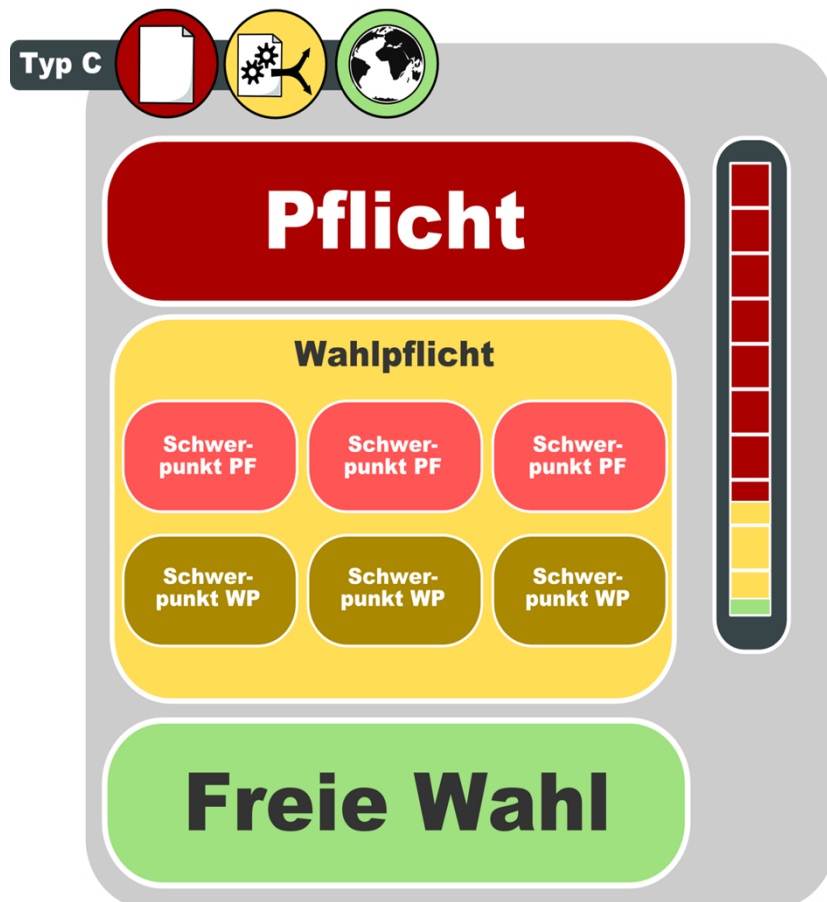 Typ C
Pflicht
Wahlpflicht
Schwer-
punkt PF
Schwer-
punkt PF
Schwer-
punkt PF
Schwer-
punkt WP
Schwer-
punkt WP
Schwer-
punkt WP
Freie Wahl